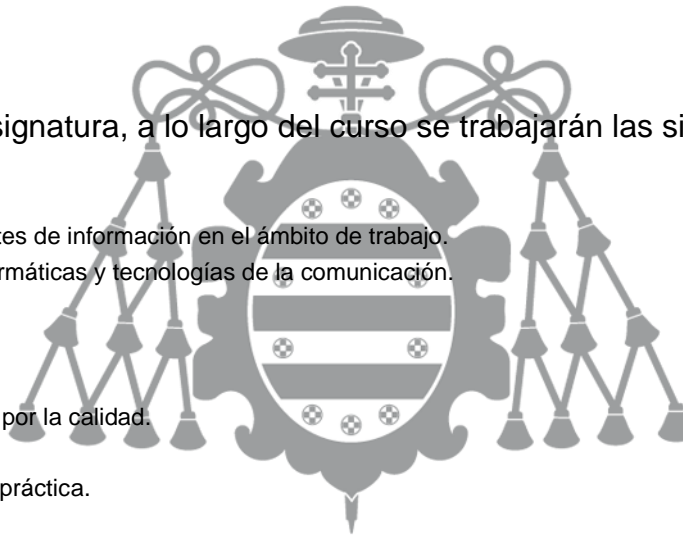 signatura, a lo largo del curso se trabajarán las si
tes de información en el ámbito de trabajo.
rmáticas y tecnologías de la comunicación.
por la calidad.
práctica.